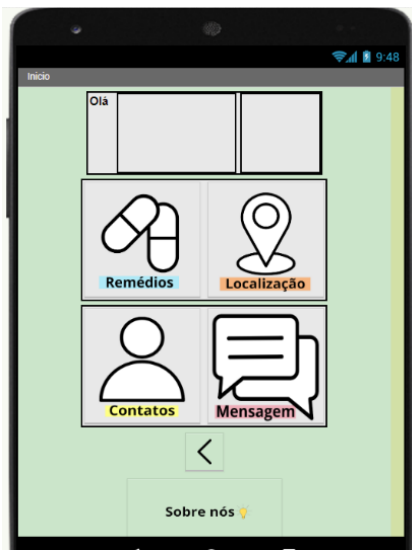 9:48
Inicio
Olá
Remédios
Localização
Contatos
Mensagem
Sobre nós